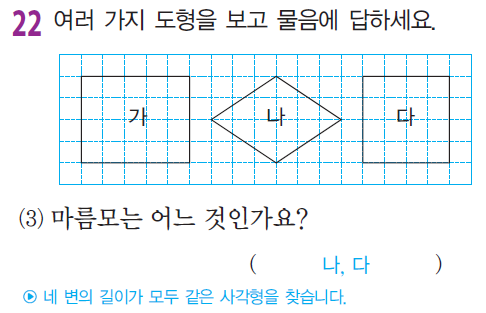 22 여러 가지 도형을 보고 물음에 답하세요.
가 나 다
(3) 마름모는 어느 것인가요?
( 나, 다 )
네 변의 길이가 모두 같은 사각형을 찾습니다.